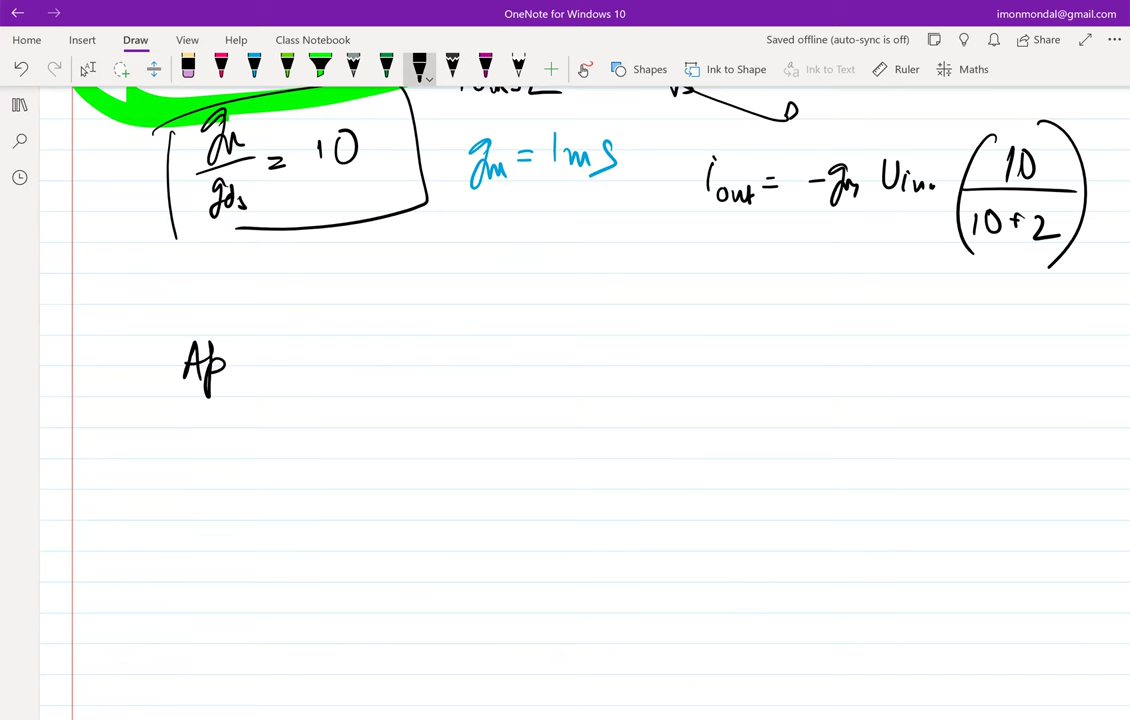 OneNote for Windows 10
imonmondal@gmail.com
Home Insert Draw View Help Class Notebook
Saved offline (auto-sync is off) Share
Shapes Ink to Shape Ink to Text Ruler Maths
gm/gds = 10
gm = 1mS
iout = -gm Uin. (10/(10+2))
Ap